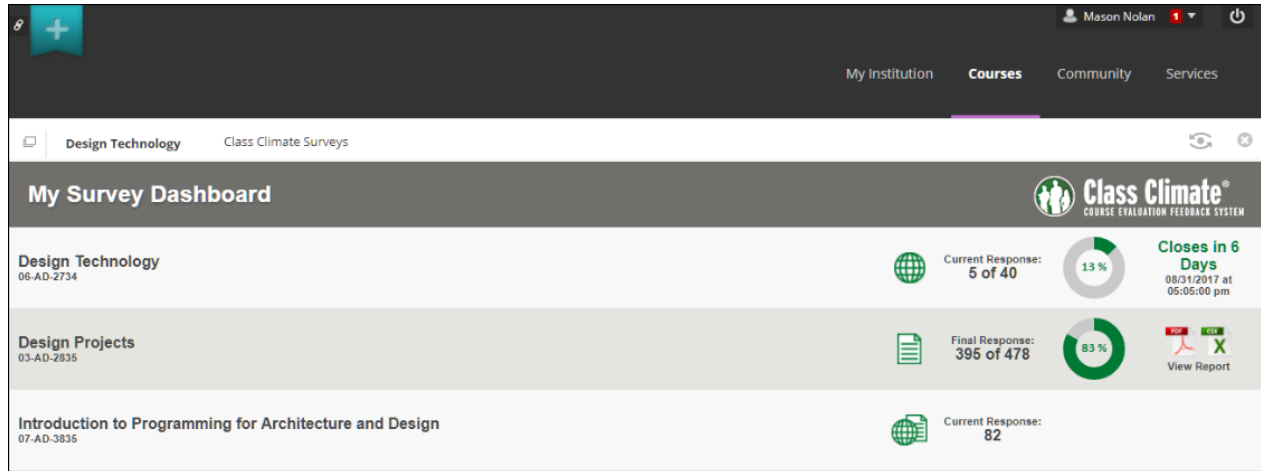 Mason Nolan 1
My Institution Courses Community Services
Design Technology Class Climate Surveys
My Survey Dashboard
Class Climate®
COURSE EVALUATION FEEDBACK SYSTEM
Design Technology
06-AD-2734
Current Response:
5 of 40
13 %
Closes in 6
Days
08/31/2017 at
05:05:00 pm
Design Projects
03-AD-2835
Final Response:
395 of 478
83 %
PDF CSV
X
View Report
Introduction to Programming for Architecture and Design
07-AD-3835
Current Response:
82